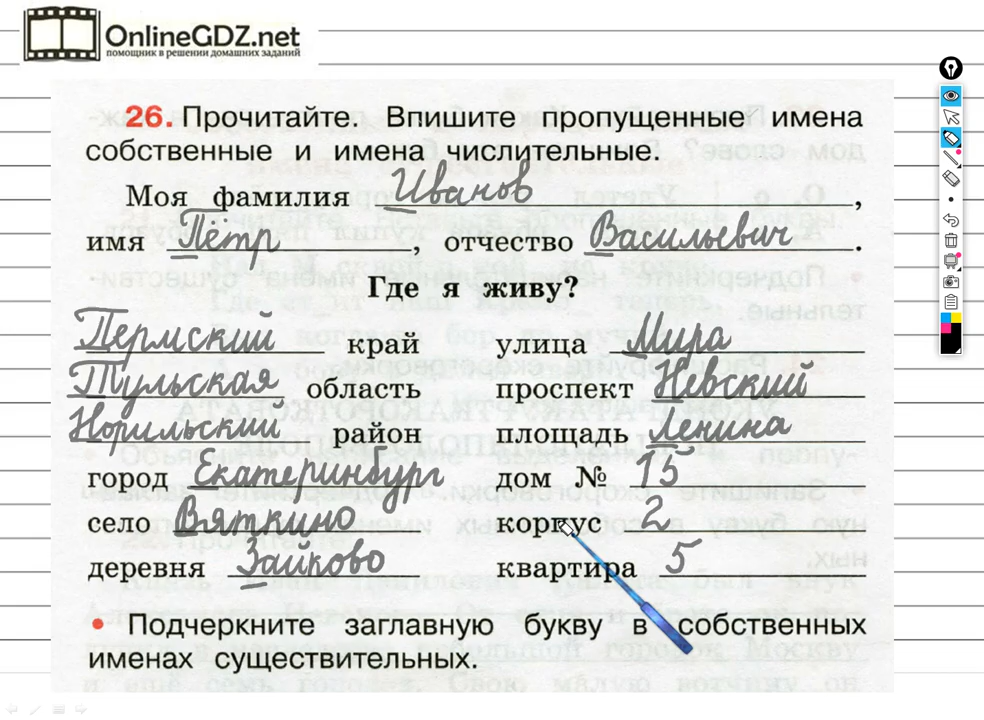 OnlineGDZ.net
помощник в решении домашних заданий
26. Прочитайте. Впишите пропущенные имена
собственные и имена числительные.
Моя фамилия Иванов,
имя Пётр, отчество Васильевич.
Где я живу?
Пермский край улица Мира
Тульская область проспект Невский
Норильский район площадь Ленина
город Екатеринбург дом № 15
село Вяткино корпус 2
деревня Зайково квартира 5
• Подчеркните заглавную букву в собственных
именах существительных.